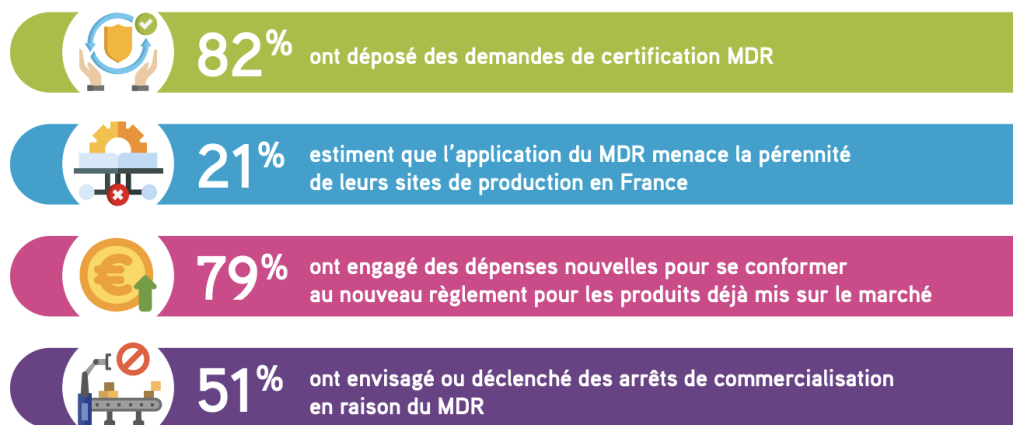 82% ont déposé des demandes de certification MDR
21% estiment que l'application du MDR menace la pérennité
de leurs sites de production en France
79% ont engagé des dépenses nouvelles pour se conformer
au nouveau règlement pour les produits déjà mis sur le marché
51% ont envisagé ou déclenché des arrêts de commercialisation
en raison du MDR